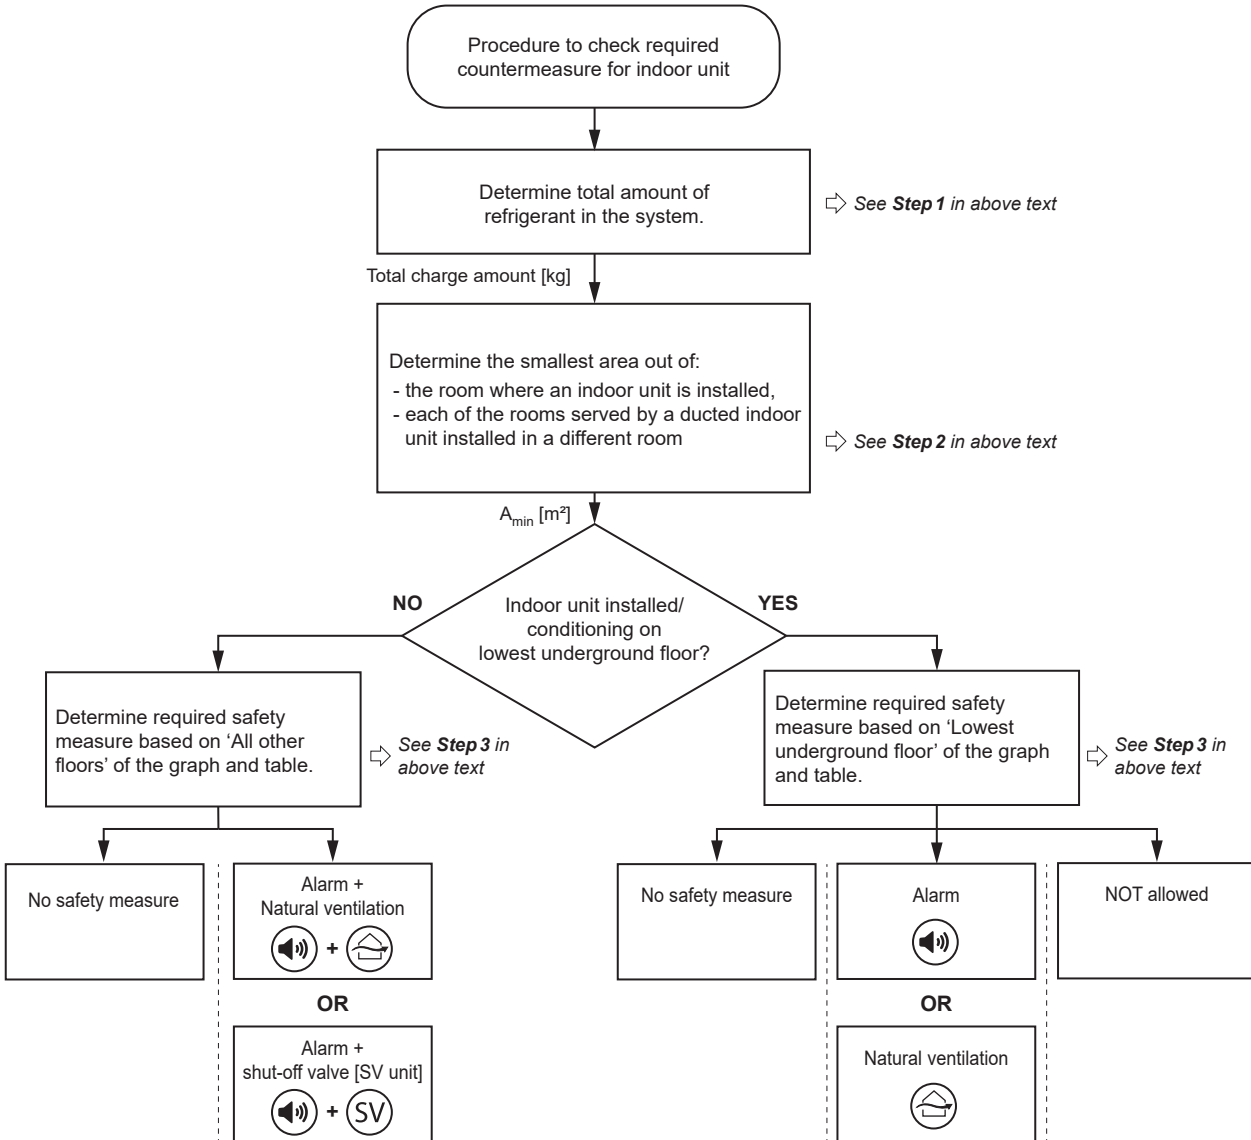 Procedure to check required
countermeasure for indoor unit
Determine total amount of
refrigerant in the system.
See Step 1 in above text
Total charge amount [kg]
Determine the smallest area out of:
- the room where an indoor unit is installed,
- each of the rooms served by a ducted indoor
unit installed in a different room
See Step 2 in above text
Amin [m²]
NO
Indoor unit installed/
conditioning on
lowest underground floor?
YES
Determine required safety
measure based on ‘All other
floors’ of the graph and table.
See Step 3 in
above text
Determine required safety
measure based on ‘Lowest
underground floor’ of the graph
and table.
See Step 3 in
above text
No safety measure
Alarm +
Natural ventilation
+
OR
Alarm +
shut-off valve [SV unit]
+ SV
No safety measure
Alarm
OR
Natural ventilation
NOT allowed